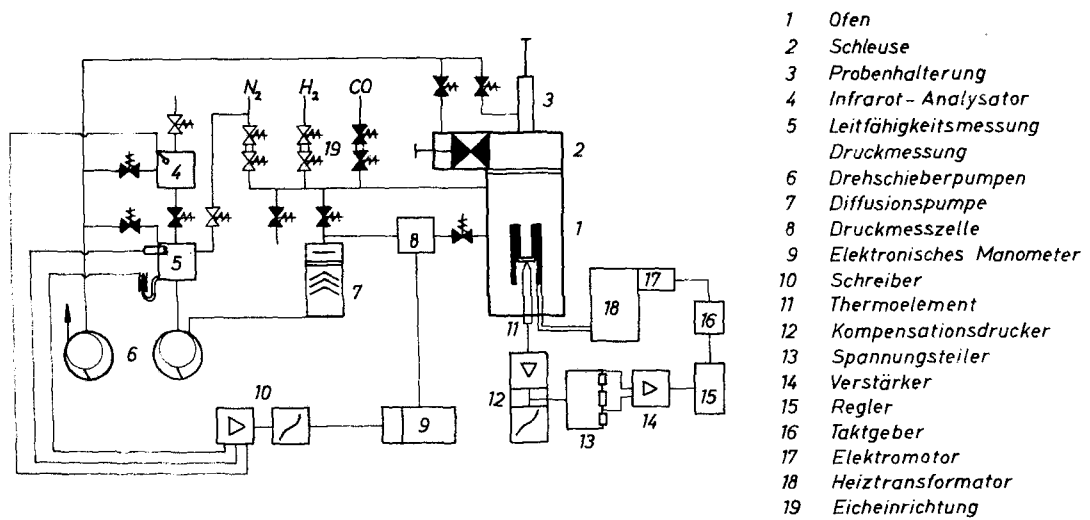 N2 H2 CO
3
19
2
4
5
8
1
7
17
18
16
6
11
12
10
9
13
14
15
1 Ofen
2 Schleuse
3 Probenhalterung
4 Infrarot-Analysator
5 Leitfähigkeitsmessung
Druckmessung
6 Drehschieberpumpen
7 Diffusionspumpe
8 Druckmesszelle
9 Elektronisches Manometer
10 Schreiber
11 Thermoelement
12 Kompensationsdrucker
13 Spannungsteiler
14 Verstärker
15 Regler
16 Taktgeber
17 Elektromotor
18 Heiztransformator
19 Eicheinrichtung